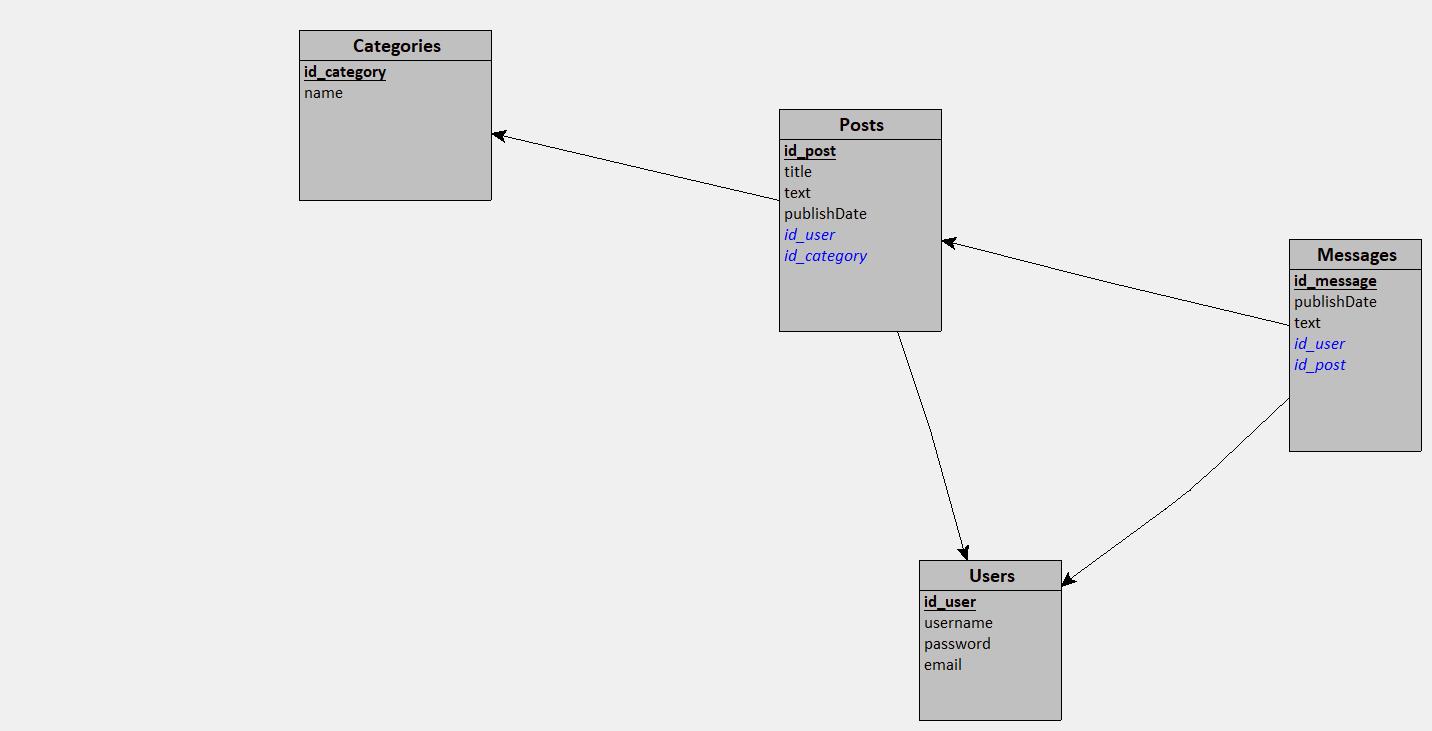 Categories
id_category
name
Posts
id_post
title
text
publishDate
id_user
id_category
Messages
id_message
publishDate
text
id_user
id_post
Users
id_user
username
password
email